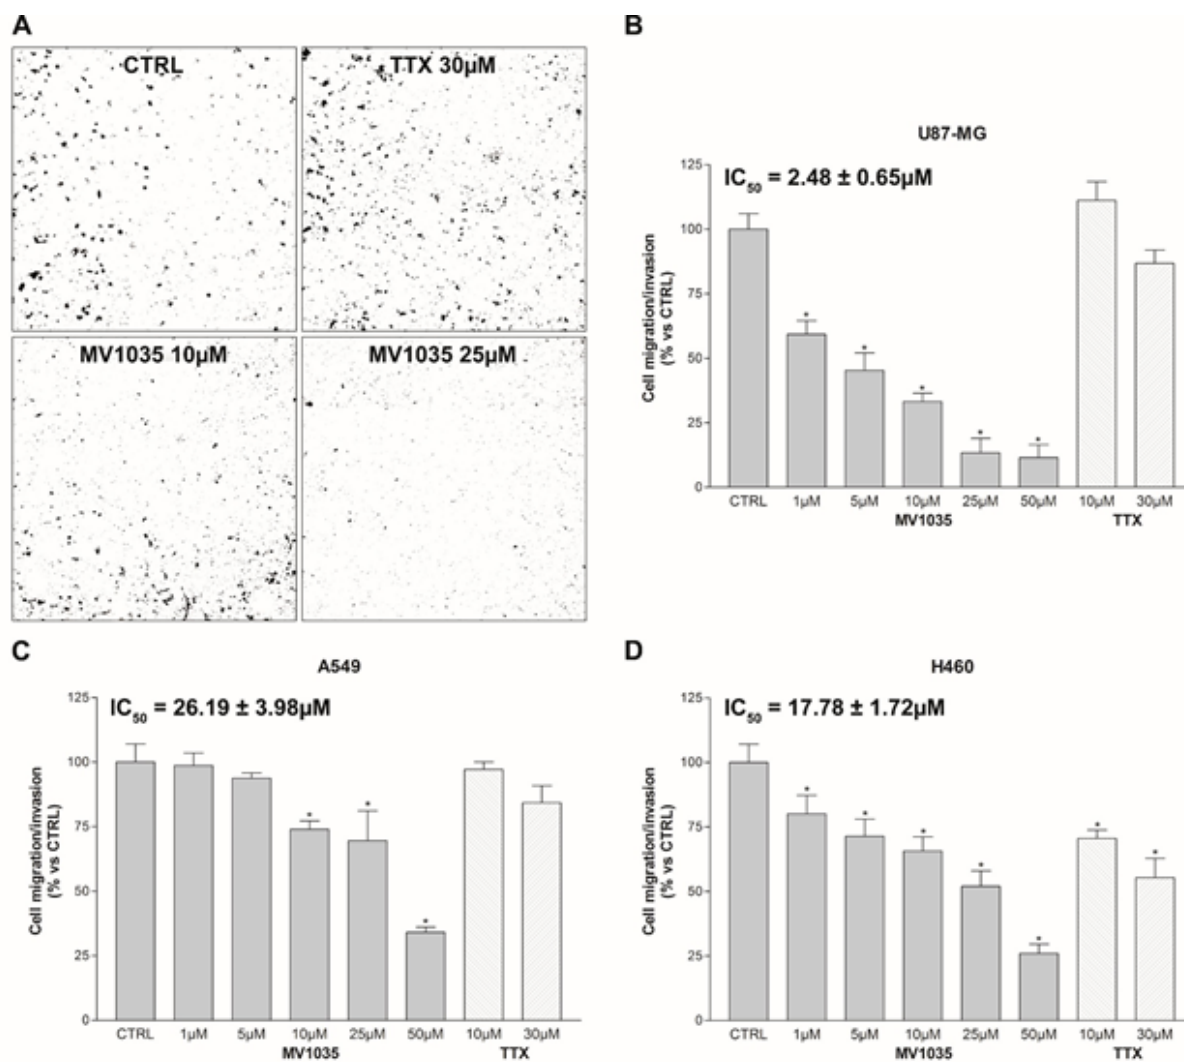 A
CTRL
TTX 30µM
MV1035 10µM
MV1035 25µM
B
U87-MG
IC50 = 2.48 ± 0.65µM
Cell migration/invasion
(% vs CTRL)
125
100
75
50
25
0
* * * * *
CTRL 1µM 5µM 10µM 25µM 50µM 10µM 30µM
MV1035 TTX
C
A549
IC50 = 26.19 ± 3.98µM
Cell migration/invasion
(% vs CTRL)
125
100
75
50
25
0
* * *
CTRL 1µM 5µM 10µM 25µM 50µM 10µM 30µM
MV1035 TTX
D
H460
IC50 = 17.78 ± 1.72µM
Cell migration/invasion
(% vs CTRL)
125
100
75
50
25
0
* * * * * * *
CTRL 1µM 5µM 10µM 25µM 50µM 10µM 30µM
MV1035 TTX